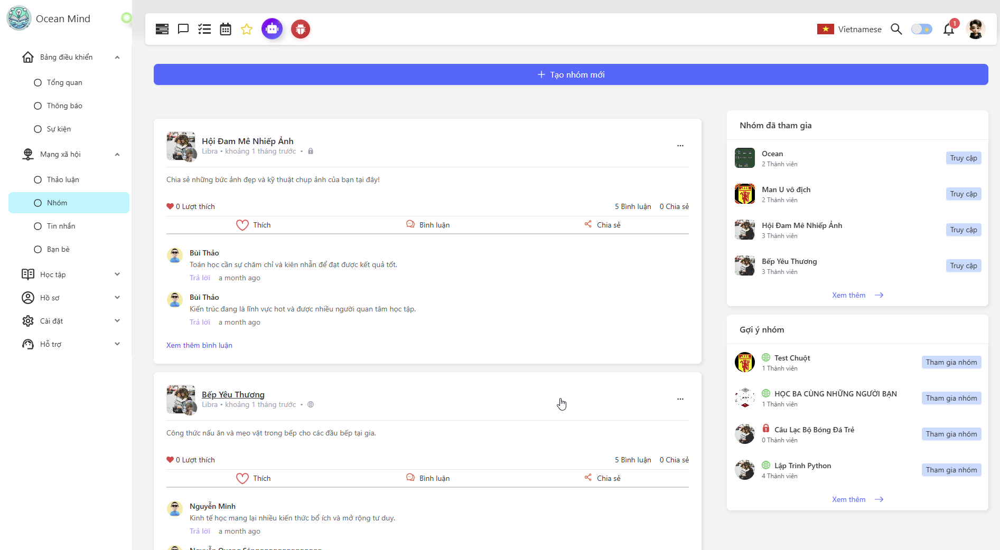 Ocean Mind
Bảng điều khiển
Tổng quan
Thông báo
Sự kiện
Mạng xã hội
Thảo luận
Nhóm
Tin nhắn
Bạn bè
Học tập
Hồ sơ
Cài đặt
Hỗ trợ
Vietnamese
1
Tạo nhóm mới
Hội Đam Mê Nhiếp Ảnh
Libra • khoảng 1 tháng trước •
Chia sẻ những bức ảnh đẹp và kỹ thuật chụp ảnh của bạn tại đây!
0 Lượt thích 5 Bình luận 0 Chia sẻ
Thích Bình luận Chia sẻ
Bùi Thảo
Toán học cần sự chăm chỉ và kiên nhẫn để đạt được kết quả tốt.
Trả lời a month ago
Bùi Thảo
Kiến trúc đang là lĩnh vực hot và được nhiều người quan tâm học tập.
Trả lời a month ago
Xem thêm bình luận
Bếp Yêu Thương
Libra • khoảng 1 tháng trước •
Công thức nấu ăn và mẹo vặt trong bếp cho các đầu bếp tại gia.
0 Lượt thích 5 Bình luận 0 Chia sẻ
Thích Bình luận Chia sẻ
Nguyễn Minh
Kinh tế học mang lại nhiều kiến thức bổ ích và mở rộng tư duy.
Trả lời a month ago
Nguyễn Quang
Nhóm đã tham gia
Ocean
2 Thành viên
Truy cập
Man U vô địch
2 Thành viên
Truy cập
Hội Đam Mê Nhiếp Ảnh
3 Thành viên
Truy cập
Bếp Yêu Thương
3 Thành viên
Truy cập
Xem thêm
Gợi ý nhóm
Test Chuột
1 Thành viên
Tham gia nhóm
HỌC BA CÙNG NHỮNG NGƯỜI BẠN
1 Thành viên
Tham gia nhóm
Câu Lạc Bộ Bóng Đá Trẻ
0 Thành viên
Tham gia nhóm
Lập Trình Python
4 Thành viên
Tham gia nhóm
Xem thêm